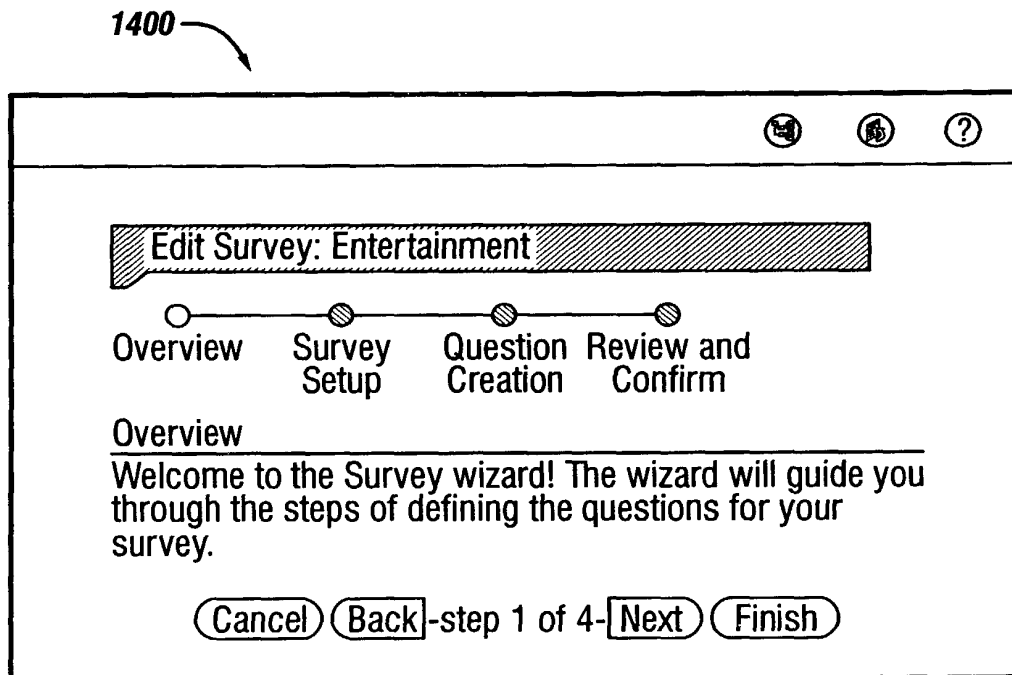 1400
?
Edit Survey: Entertainment
Overview Survey Setup Question Creation Review and Confirm
Overview
Welcome to the Survey wizard! The wizard will guide you
through the steps of defining the questions for your
survey.
Cancel Back -step 1 of 4- Next Finish